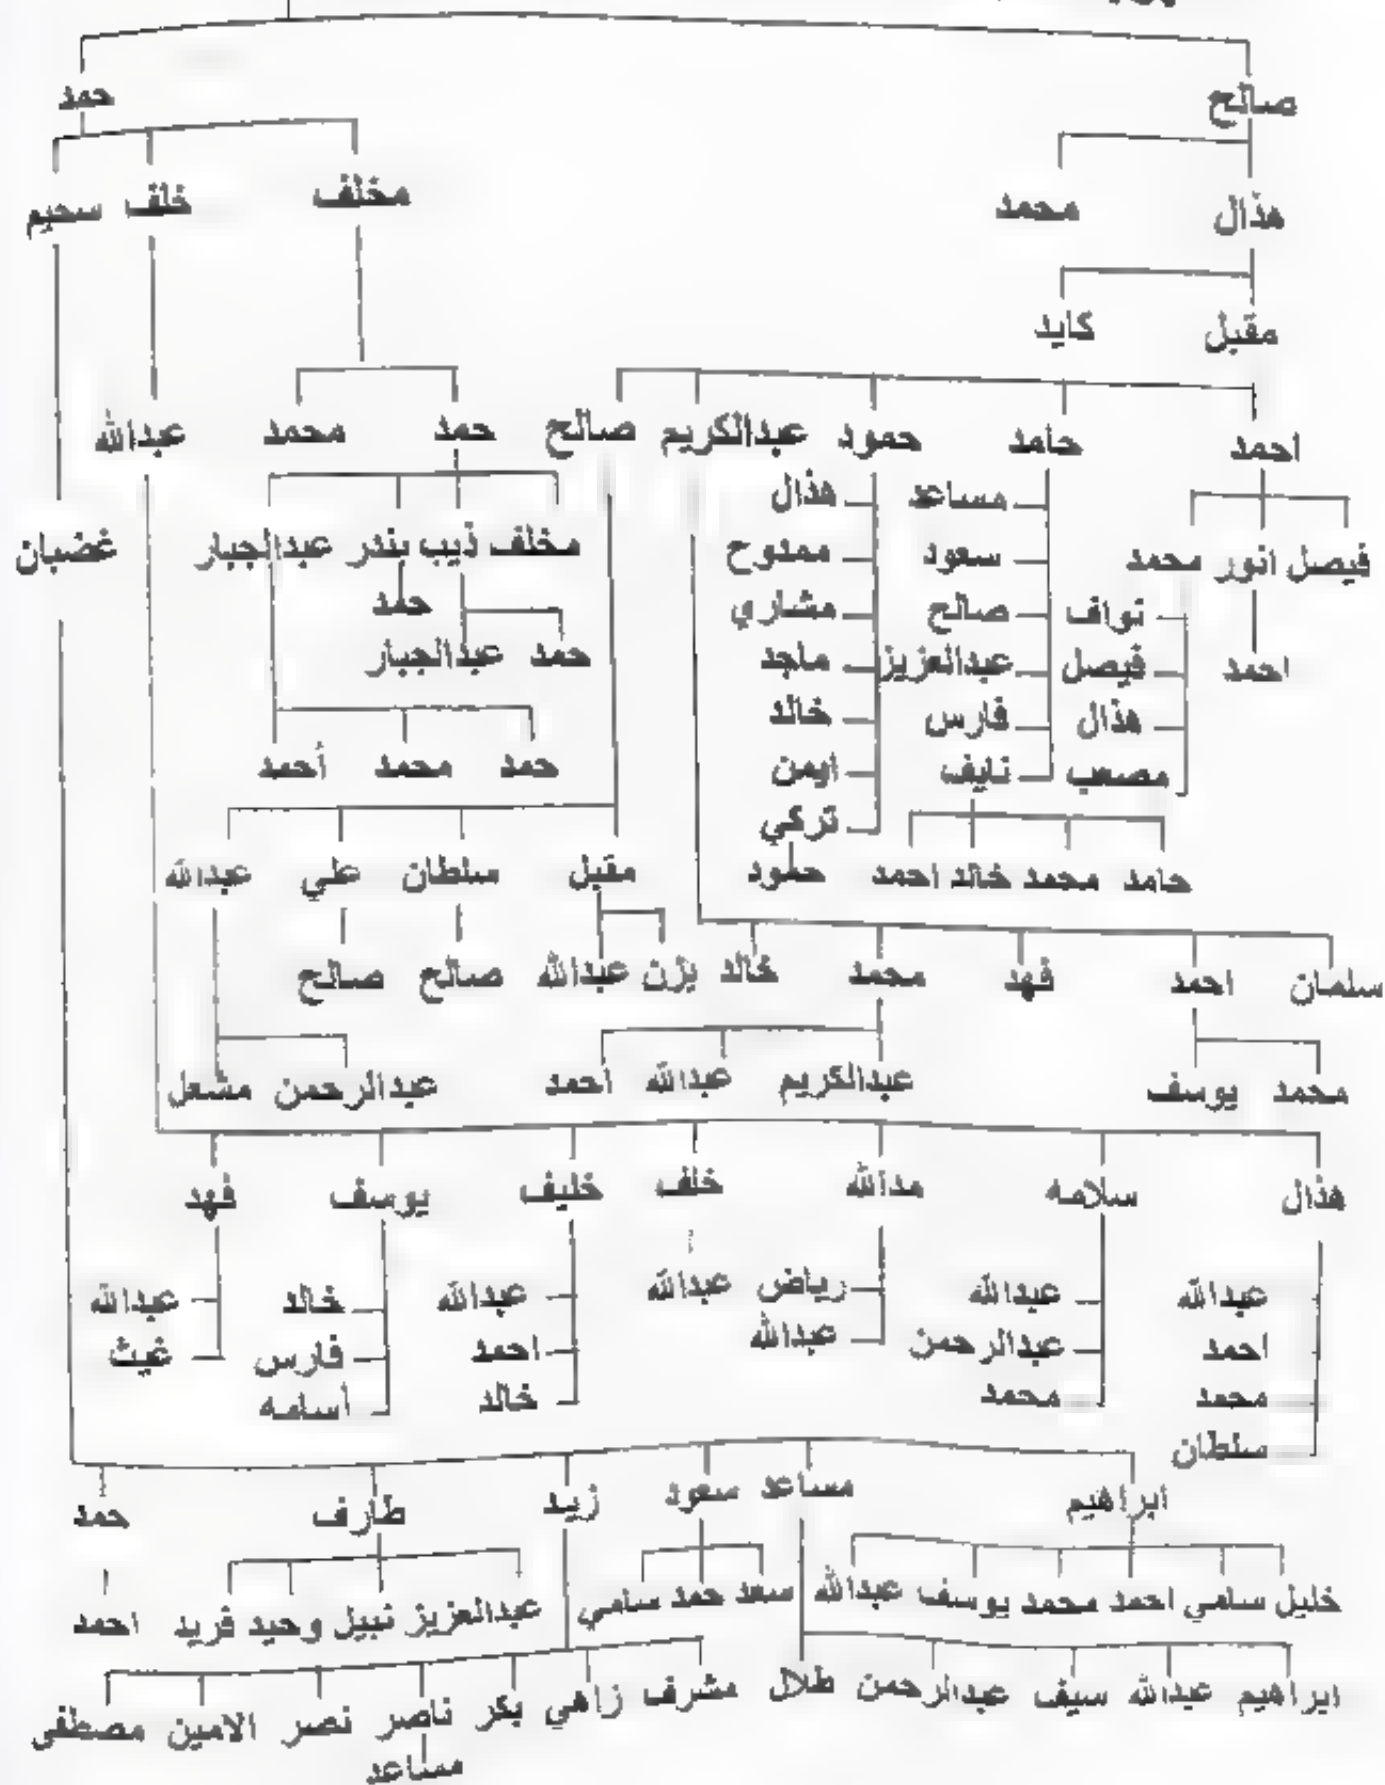 صالح حمد
محمد هذال مخلف خلف سحيم
مقبل كايد
احمد حامد حمود عبدالكريم صالح حمد محمد عبدالله
فيصل انور محمد مساعد هذال مخلف ذيب بندر عبدالجبار غضبان
سعود ممدوح
نواف صالح مشاري حمد
احمد فيصل عبدالعزيز ماجد حمد عبدالجبار
هذال فارس خالد
مصعب نايف ايمن حمد محمد أحمد
تركي
حامد محمد خالد احمد حمود مقبل سلطان علي عبدالله
سلمان احمد فهد محمد خالد يزن عبدالله صالح صالح
محمد يوسف عبدالكريم عبدالله احمد عبدالرحمن مشعل
هذال سلامه مدالله خلف خليف يوسف فهد
عبدالله عبدالله رياض عبدالله عبدالله خالد عبدالله
احمد عبدالرحمن عبدالله احمد فارس غيث
محمد محمد خالد أسامه
سلطان
ابراهيم مساعد سعود زيد طارف حمد
خليل سامي احمد محمد يوسف عبدالله سعد حمد سامي عبدالعزيز نبيل وحيد فريد احمد
ابراهيم عبدالله سيف عبدالرحمن طلال مشرف زاهي بكر ناصر نصر الامين مصطفى
مساعد